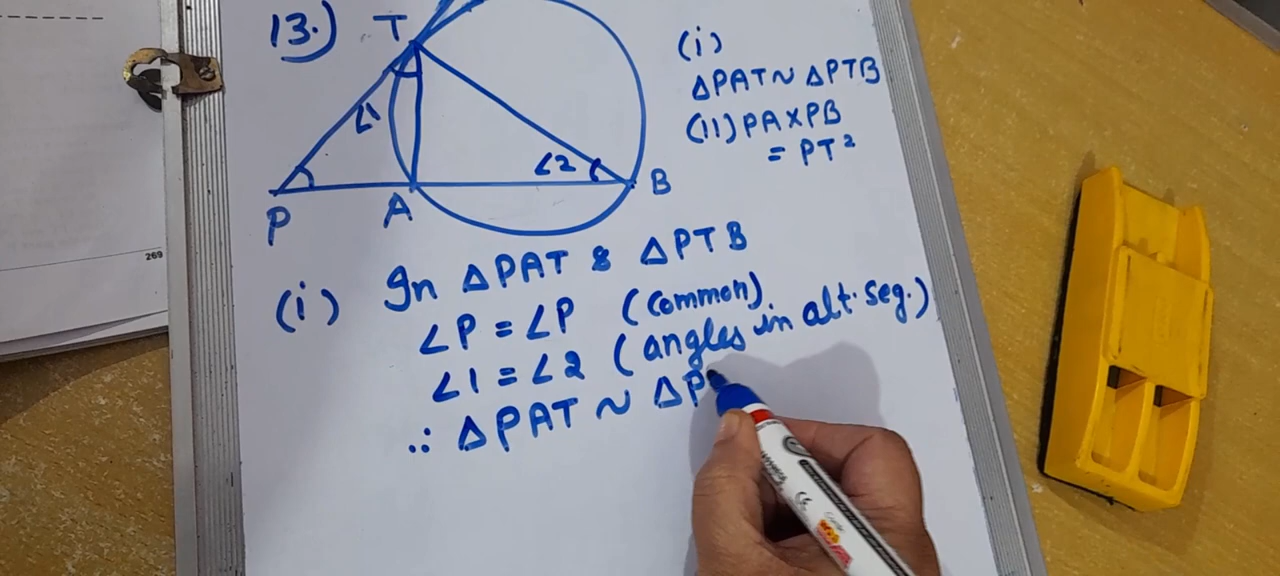 13.) T
∠1
∠2
P A B
(i)
ΔPAT ~ ΔPTB
(ii) PA×PB
= PT²
(i) In ΔPAT & ΔPTB
∠P = ∠P (common)
∠1 = ∠2 (angles in alt. seg.)
∴ ΔPAT ~ ΔP
269